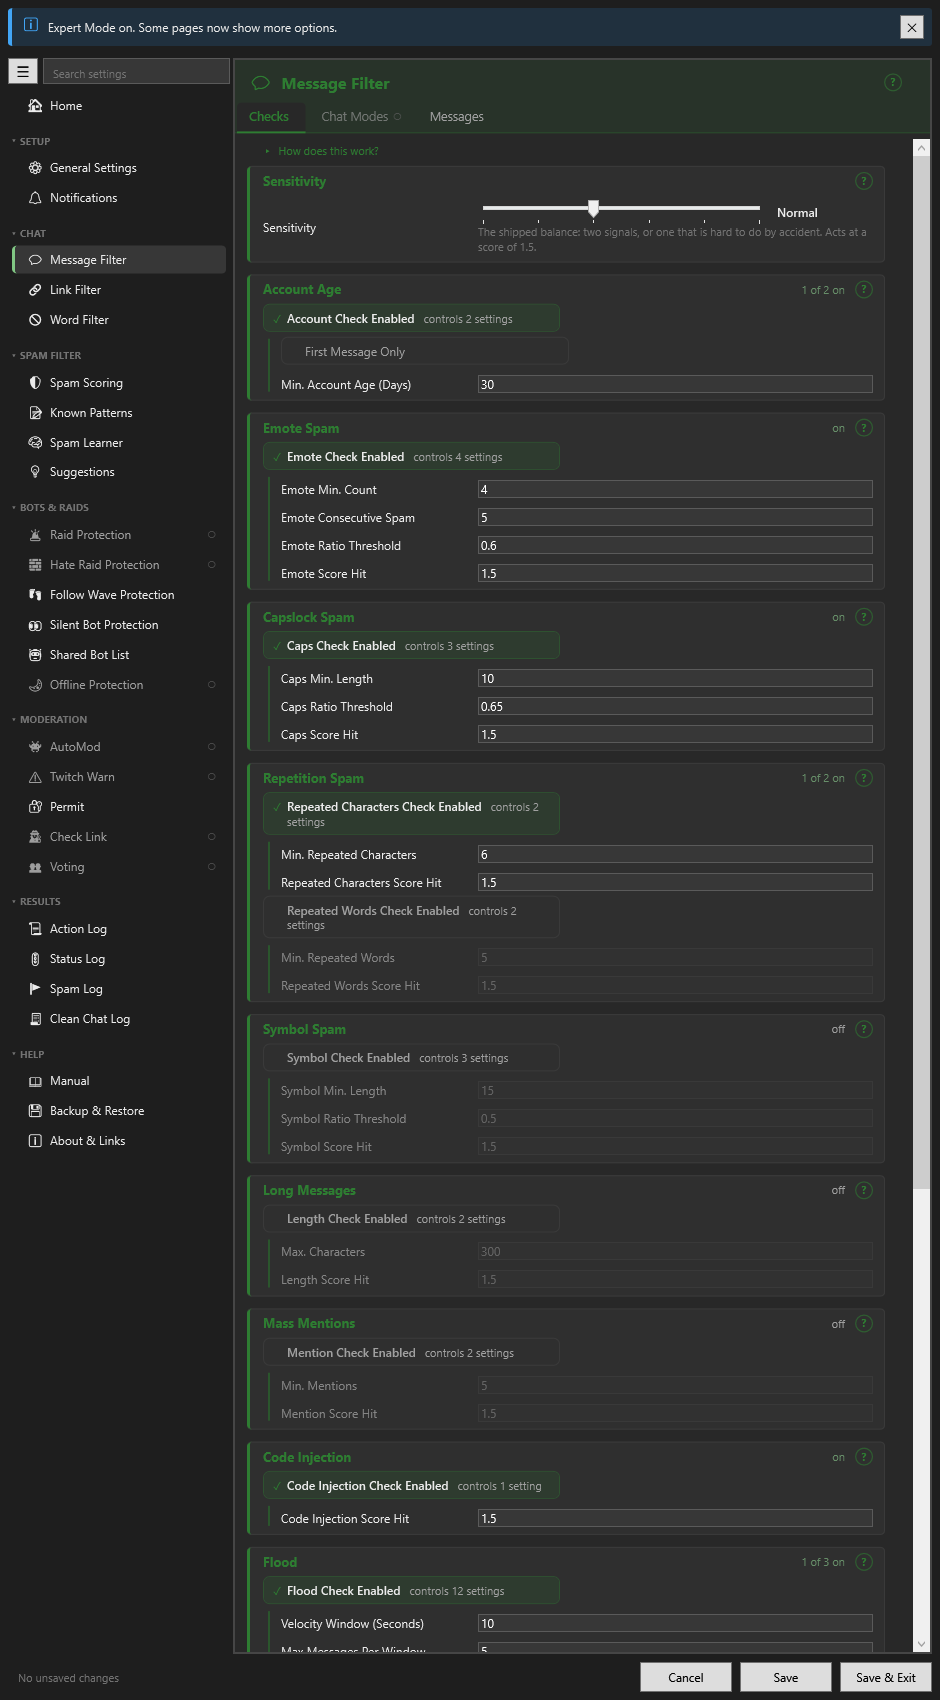 Expert Mode on. Some pages now show more options.
Search settings
Home
SETUP
General Settings
Notifications
CHAT
Message Filter
Link Filter
Word Filter
SPAM FILTER
Spam Scoring
Known Patterns
Spam Learner
Suggestions
BOTS & RAIDS
Raid Protection
Hate Raid Protection
Follow Wave Protection
Silent Bot Protection
Shared Bot List
Offline Protection
MODERATION
AutoMod
Twitch Warn
Permit
Check Link
Voting
RESULTS
Action Log
Status Log
Spam Log
Clean Chat Log
HELP
Manual
Backup & Restore
About & Links
Message Filter ?
Checks Chat Modes Messages
How does this work?
Sensitivity ?
Sensitivity Normal
The shipped balance: two signals, or one that is hard to do by accident. Acts at a
score of 1.5.
Account Age 1 of 2 on ?
✓ Account Check Enabled controls 2 settings
First Message Only
Min. Account Age (Days) 30
Emote Spam on ?
✓ Emote Check Enabled controls 4 settings
Emote Min. Count 4
Emote Consecutive Spam 5
Emote Ratio Threshold 0.6
Emote Score Hit 1.5
Capslock Spam on ?
✓ Caps Check Enabled controls 3 settings
Caps Min. Length 10
Caps Ratio Threshold 0.65
Caps Score Hit 1.5
Repetition Spam 1 of 2 on ?
✓ Repeated Characters Check Enabled controls 2
settings
Min. Repeated Characters 6
Repeated Characters Score Hit 1.5
Repeated Words Check Enabled controls 2
settings
Min. Repeated Words 5
Repeated Words Score Hit 1.5
Symbol Spam off ?
Symbol Check Enabled controls 3 settings
Symbol Min. Length 15
Symbol Ratio Threshold 0.5
Symbol Score Hit 1.5
Long Messages off ?
Length Check Enabled controls 2 settings
Max. Characters 300
Length Score Hit 1.5
Mass Mentions off ?
Mention Check Enabled controls 2 settings
Min. Mentions 5
Mention Score Hit 1.5
Code Injection on ?
✓ Code Injection Check Enabled controls 1 setting
Code Injection Score Hit 1.5
Flood 1 of 3 on ?
✓ Flood Check Enabled controls 12 settings
Velocity Window (Seconds) 10
Max Messages Per Window 5
No unsaved changes
Cancel Save Save & Exit